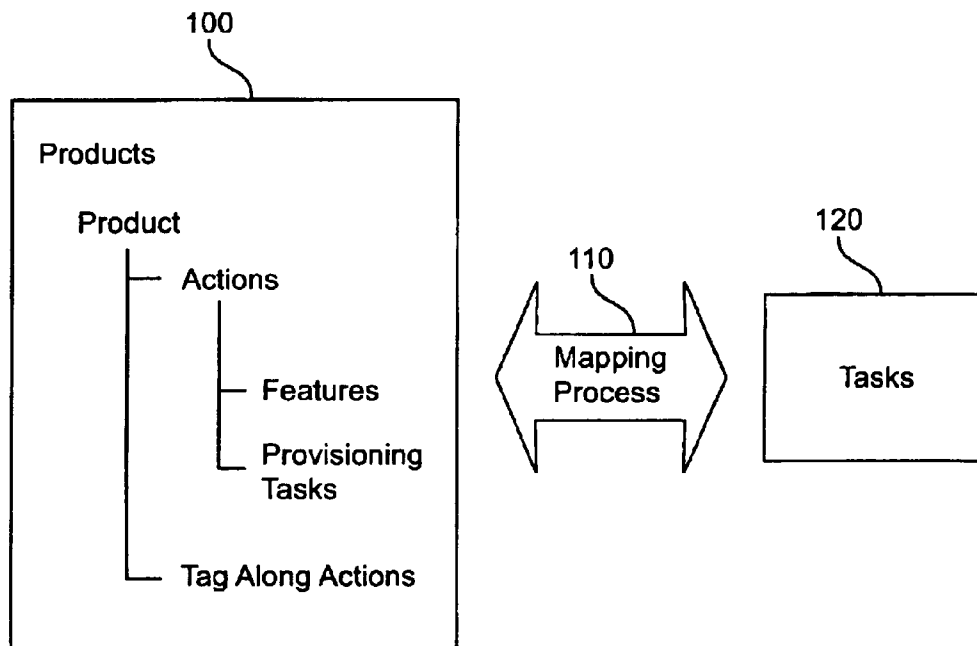 100
Products
Product
Actions
Features
Provisioning
Tasks
Tag Along Actions
110
Mapping
Process
120
Tasks